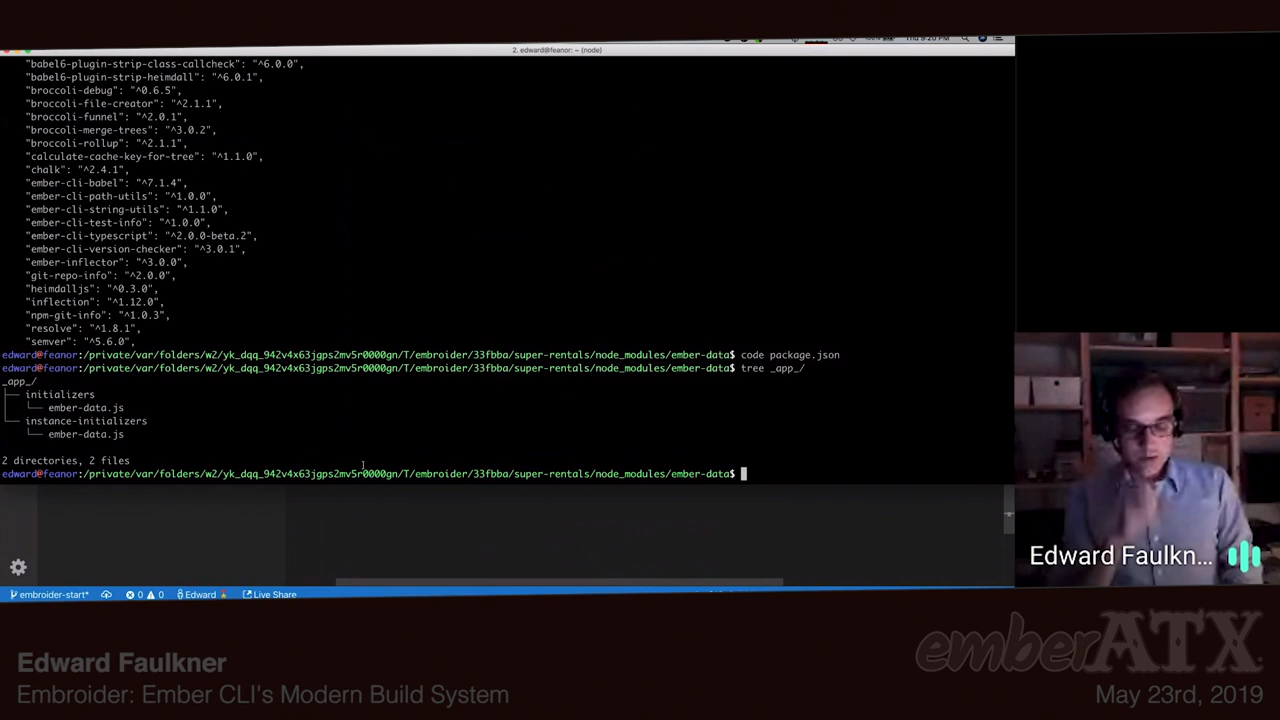 2. edward@feanor: ~ (node)
"babel6-plugin-strip-class-callcheck": "^6.0.0",
"babel6-plugin-strip-heimdall": "^6.0.1",
"broccoli-debug": "^0.6.5",
"broccoli-file-creator": "^2.1.1",
"broccoli-funnel": "^2.0.1",
"broccoli-merge-trees": "^3.0.2",
"broccoli-rollup": "^2.1.1",
"calculate-cache-key-for-tree": "^1.1.0",
"chalk": "^2.4.1",
"ember-cli-babel": "^7.1.4",
"ember-cli-path-utils": "^1.0.0",
"ember-cli-string-utils": "^1.1.0",
"ember-cli-test-info": "^1.0.0",
"ember-cli-typescript": "^2.0.0-beta.2",
"ember-cli-version-checker": "^3.0.1",
"ember-inflector": "^3.0.0",
"git-repo-info": "^2.0.0",
"heimdalljs": "^0.3.0",
"inflection": "^1.12.0",
"npm-git-info": "^1.0.3",
"resolve": "^1.8.1",
"semver": "^5.6.0",
edward@feanor:/private/var/folders/w2/yk_dqq_942v4x63jgps2mv5r0000gn/T/embroider/33fbba/super-rentals/node_modules/ember-data$ code package.json
edward@feanor:/private/var/folders/w2/yk_dqq_942v4x63jgps2mv5r0000gn/T/embroider/33fbba/super-rentals/node_modules/ember-data$ tree _app_/
_app_/
├── initializers
│   └── ember-data.js
└── instance-initializers
    └── ember-data.js
2 directories, 2 files
edward@feanor:/private/var/folders/w2/yk_dqq_942v4x63jgps2mv5r0000gn/T/embroider/33fbba/super-rentals/node_modules/ember-data$
Edward Faulkn...
embroider-start* 0 0 Edward Live Share
Edward Faulkner
Embroider: Ember CLI's Modern Build System
emberATX
May 23rd, 2019